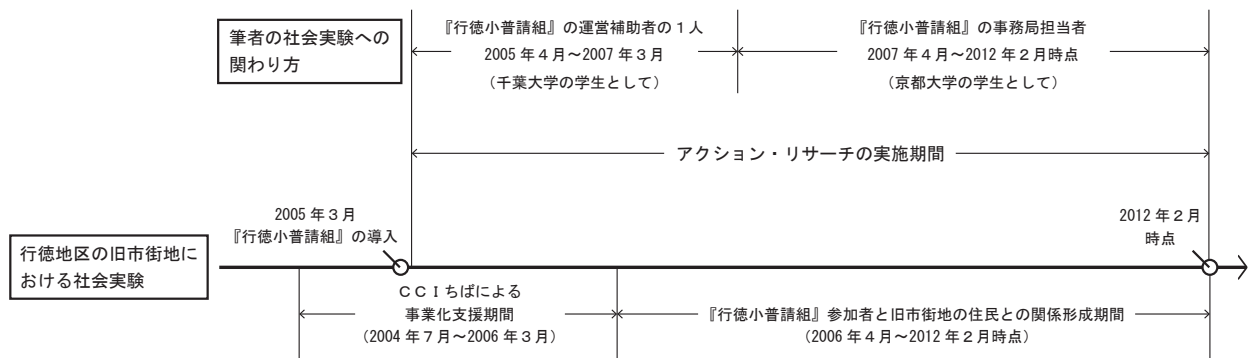 筆者の社会実験への
関わり方
『行徳小普請組』の運営補助者の１人
2005 年４月～2007 年３月
（千葉大学の学生として）
『行徳小普請組』の事務局担当者
2007 年４月～2012 年２月時点
（京都大学の学生として）
アクション・リサーチの実施期間
2005 年３月
『行徳小普請組』の導入
2012 年２月
時点
行徳地区の旧市街地に
おける社会実験
ＣＣＩちばによる
事業化支援期間
（2004 年７月～2006 年３月）
『行徳小普請組』参加者と旧市街地の住民との関係形成期間
（2006 年４月～2012 年２月時点）